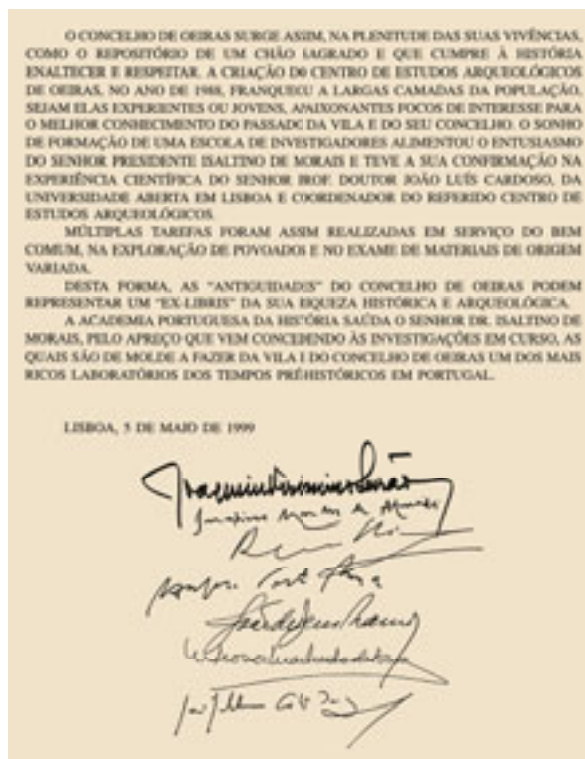 O CONCELHO DE OEIRAS SURGE ASSIM, NA PLENITUDE DAS SUAS VIVÊNCIAS,
COMO O REPOSITÓRIO DE UM CHÃO SAGRADO E QUE CUMPRE À HISTÓRIA
ENALTECER E RESPEITAR. A CRIAÇÃO DO CENTRO DE ESTUDOS ARQUEOLÓGICOS
DE OEIRAS, NO ANO DE 1988, FRANQUEOU A LARGAS CAMADAS DA POPULAÇÃO,
SEJAM ELAS EXPERIENTES OU JOVENS, APAIXONANTES FOCOS DE INTERESSE PARA
O MELHOR CONHECIMENTO DO PASSADO DA VILA E DO SEU CONCELHO. O SONHO
DE FORMAÇÃO DE UMA ESCOLA DE INVESTIGADORES ALIMENTOU O ENTUSIASMO
DO SENHOR PRESIDENTE ISALTINO DE MORAIS E TEVE A SUA CONFIRMAÇÃO NA
EXPERIÊNCIA CIENTÍFICA DO SENHOR PROF. DOUTOR JOÃO LUÍS CARDOSO, DA
UNIVERSIDADE ABERTA EM LISBOA E COORDENADOR DO REFERIDO CENTRO DE
ESTUDOS ARQUEOLÓGICOS.
MÚLTIPLAS TAREFAS FORAM ASSIM REALIZADAS EM SERVIÇO DO BEM
COMUM, NA EXPLORAÇÃO DE POVOADOS E NO EXAME DE MATERIAIS DE ORIGEM
VARIADA.
DESTA FORMA, AS "ANTIGUIDADES" DO CONCELHO DE OEIRAS PODEM
REPRESENTAR UM "EX-LIBRIS" DA SUA RIQUEZA HISTÓRICA E ARQUEOLÓGICA.
A ACADEMIA PORTUGUESA DA HISTÓRIA SAÚDA O SENHOR DR. ISALTINO DE
MORAIS, PELO APREÇO QUE VEM CONCEDENDO ÀS INVESTIGAÇÕES EM CURSO, AS
QUAIS SÃO DE MOLDE A FAZER DA VILA E DO CONCELHO DE OEIRAS UM DOS MAIS
RICOS LABORATÓRIOS DOS TEMPOS PRÉHISTÓRICOS EM PORTUGAL.
LISBOA, 5 DE MAIO DE 1999